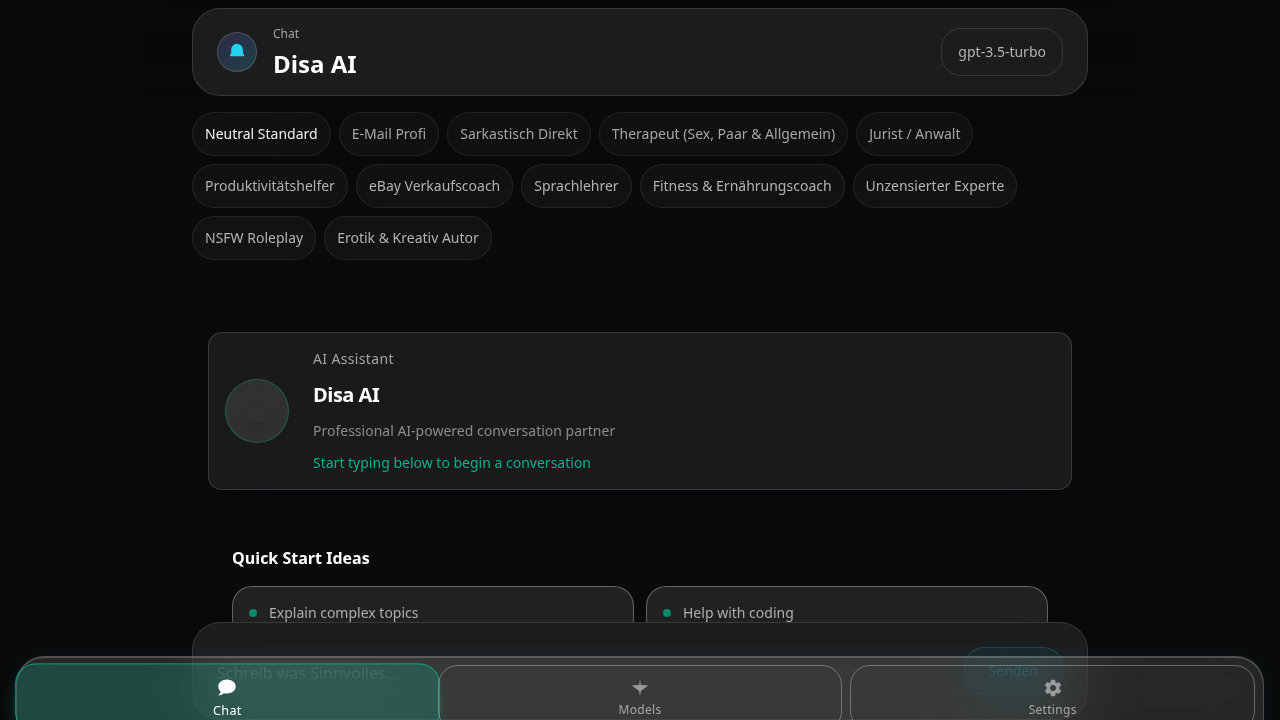 Chat
Disa AI
gpt-3.5-turbo
Neutral Standard
E-Mail Profi
Sarkastisch Direkt
Therapeut (Sex, Paar & Allgemein)
Jurist / Anwalt
Produktivitätshelfer
eBay Verkaufscoach
Sprachlehrer
Fitness & Ernährungscoach
Unzensierter Experte
NSFW Roleplay
Erotik & Kreativ Autor
AI Assistant
Disa AI
Professional AI-powered conversation partner
Start typing below to begin a conversation
Quick Start Ideas
Explain complex topics
Help with coding
Schreib was Sinnvolles...
Senden
Chat
Models
Settings